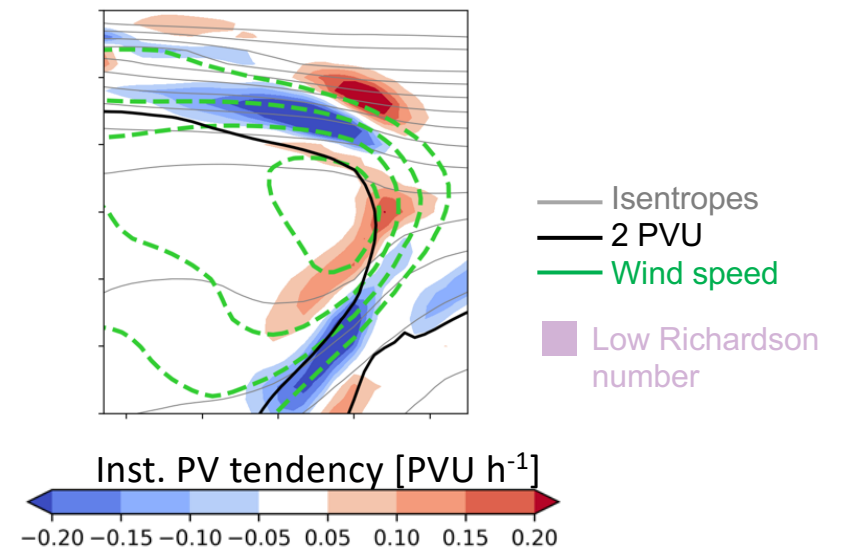 Isentropes
2 PVU
Wind speed
Low Richardson
number
Inst. PV tendency [PVU h⁻¹]
−0.20 −0.15 −0.10 −0.05 0.05 0.10 0.15 0.20